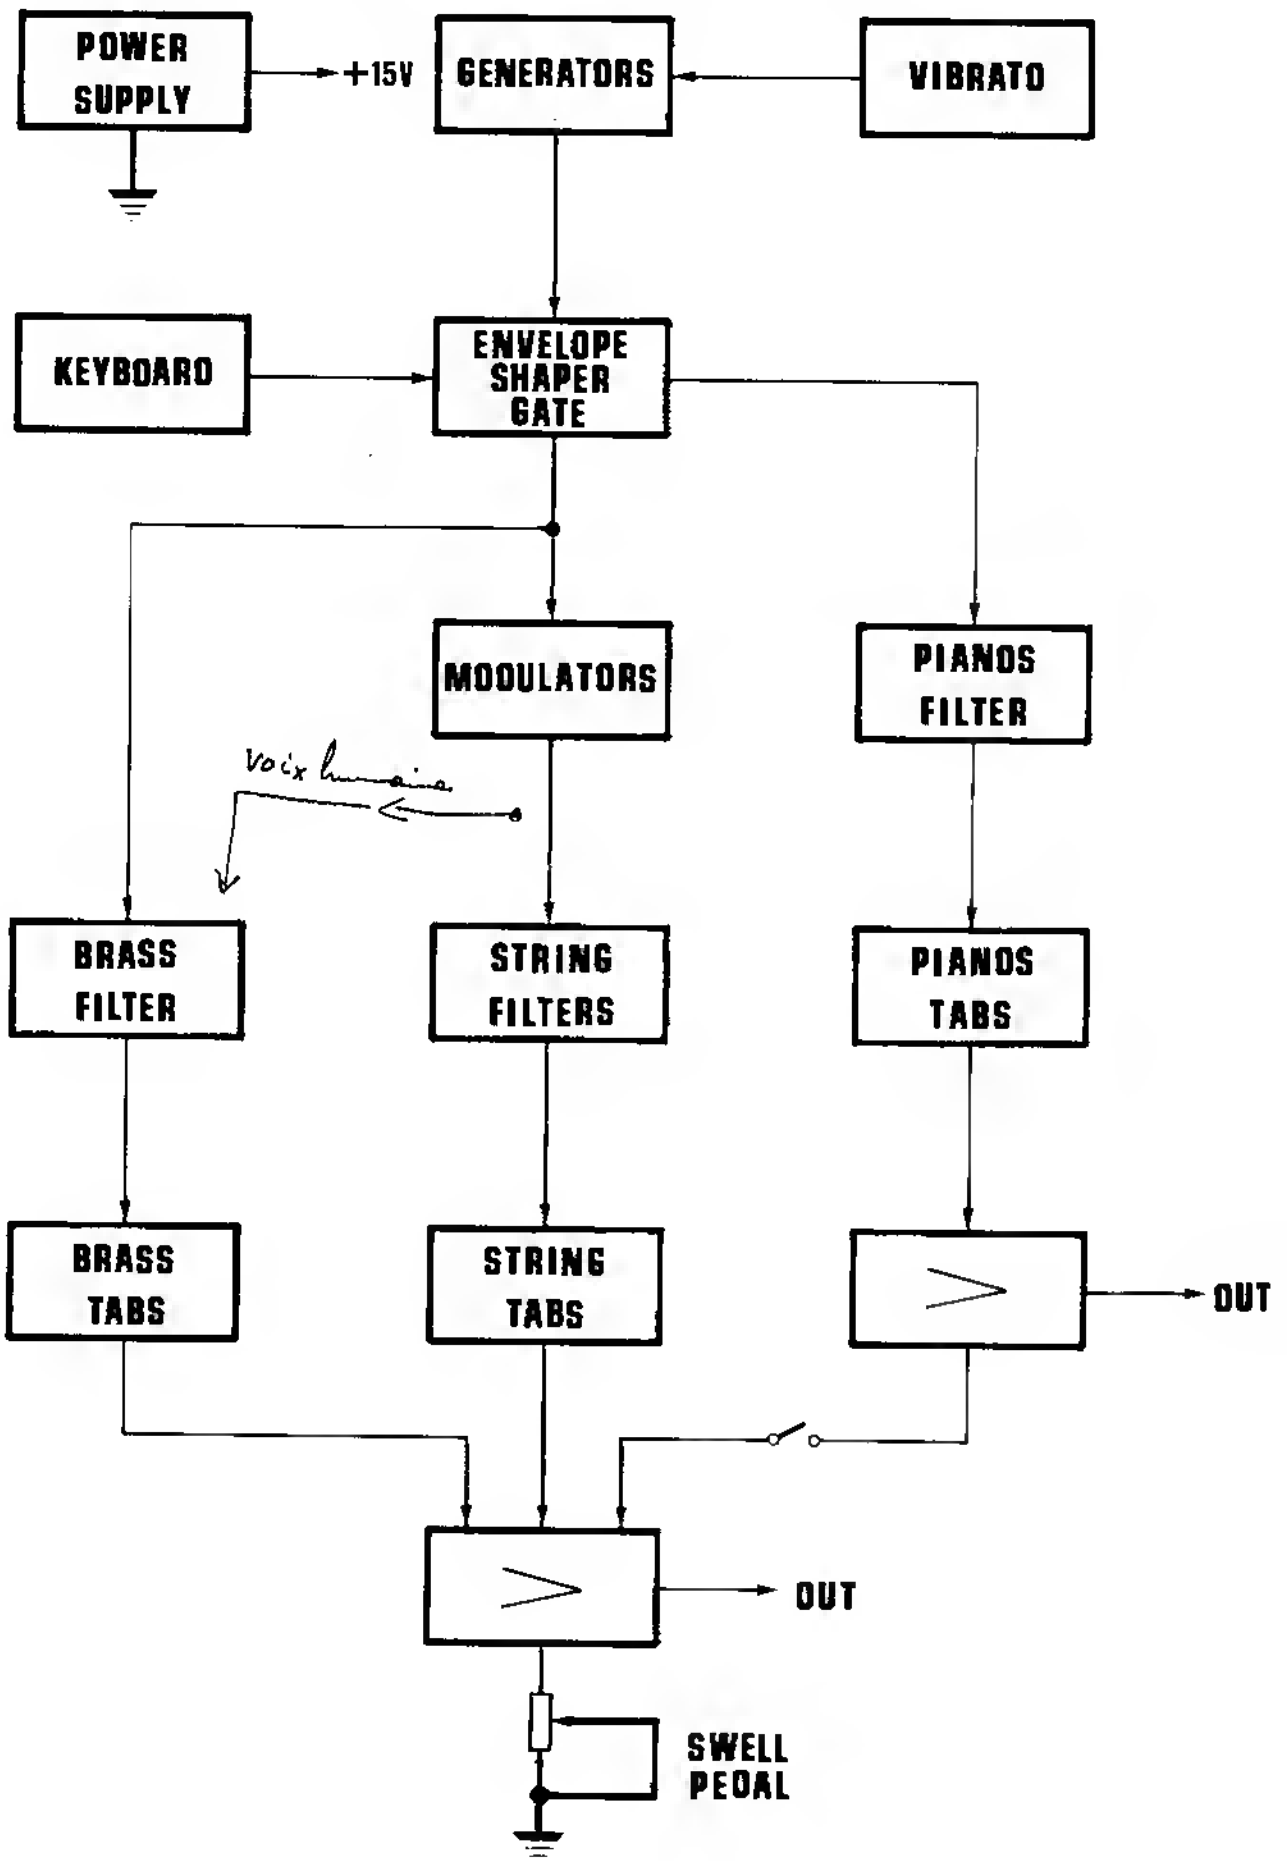 POWER
SUPPLY
+15V
GENERATORS
VIBRATO
KEYBOARD
ENVELOPE
SHAPER
GATE
MODULATORS
PIANOS
FILTER
voix humaine
BRASS
FILTER
STRING
FILTERS
PIANOS
TABS
BRASS
TABS
STRING
TABS
>
OUT
>
OUT
SWELL
PEDAL